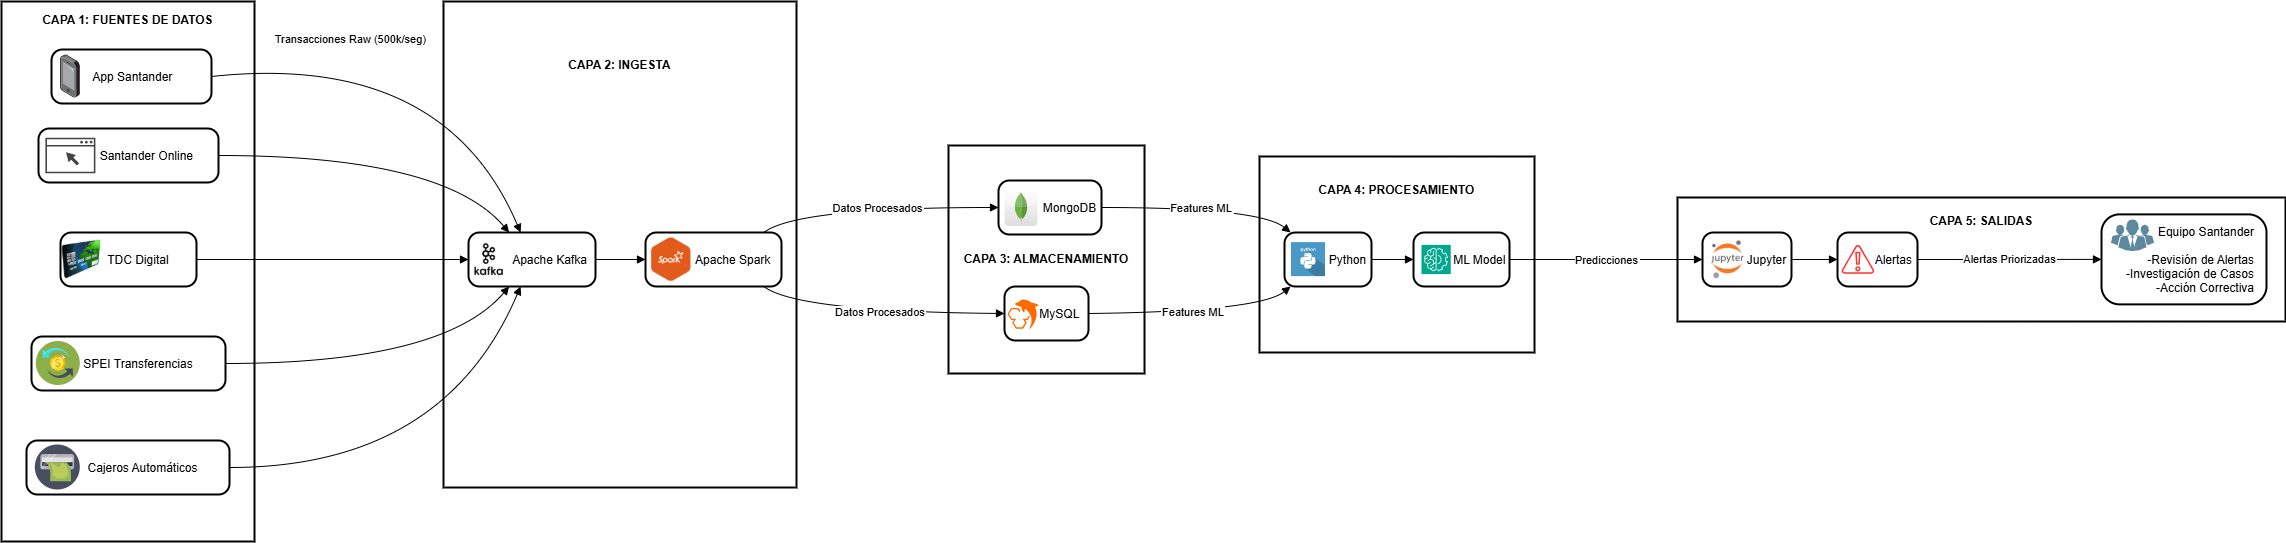 CAPA 1: FUENTES DE DATOS
App Santander
Santander Online
TDC Digital
SPEI Transferencias
Cajeros Automáticos
Transacciones Raw (500k/seg)
CAPA 2: INGESTA
kafka
Apache Kafka
Spark
Apache Spark
Datos Procesados
Datos Procesados
MongoDB
CAPA 3: ALMACENAMIENTO
MySQL
Features ML
Features ML
CAPA 4: PROCESAMIENTO
python
Python
ML Model
Predicciones
CAPA 5: SALIDAS
jupyter
Jupyter
Alertas
Alertas Priorizadas
Equipo Santander
-Revisión de Alertas
-Investigación de Casos
-Acción Correctiva